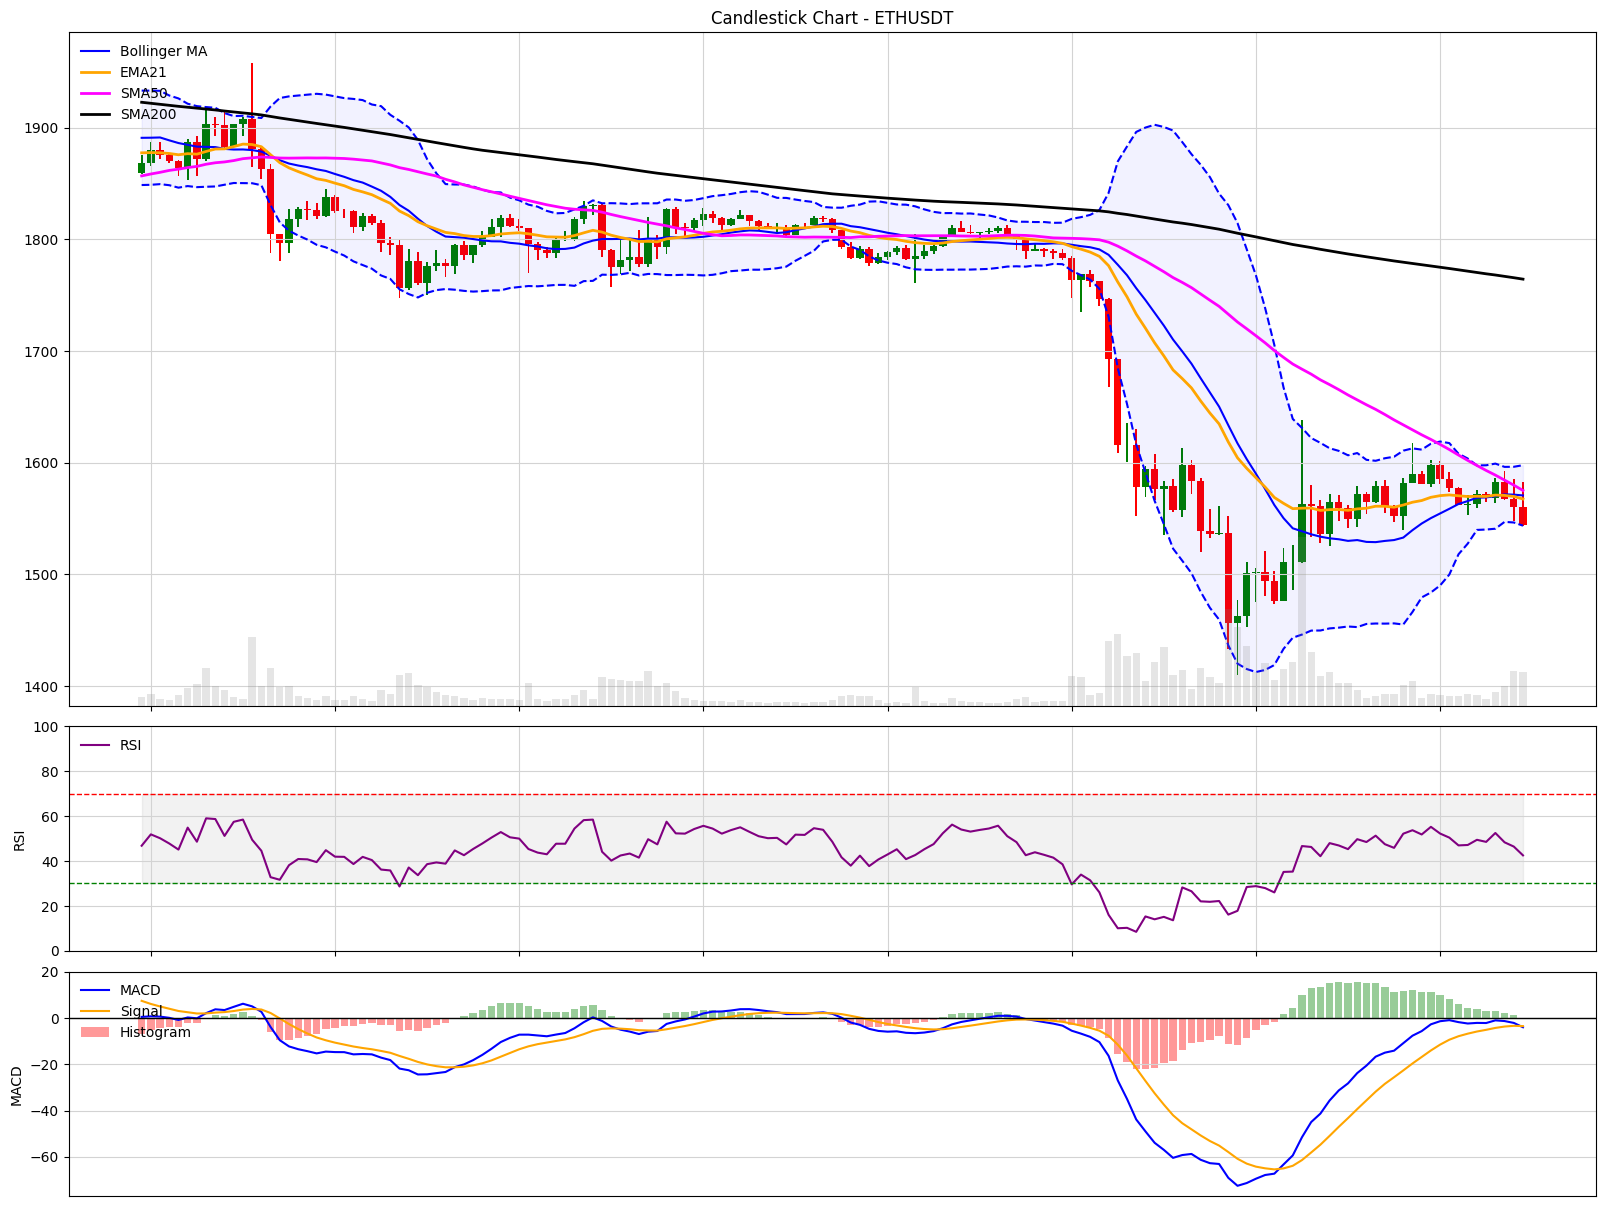 Candlestick Chart - ETHUSDT
Bollinger MA
EMA21
SMA50
SMA200
1900
1800
1700
1600
1500
1400
100
80
60
40
20
0
RSI
RSI
20
0
−20
−40
−60
MACD
MACD
Signal
Histogram